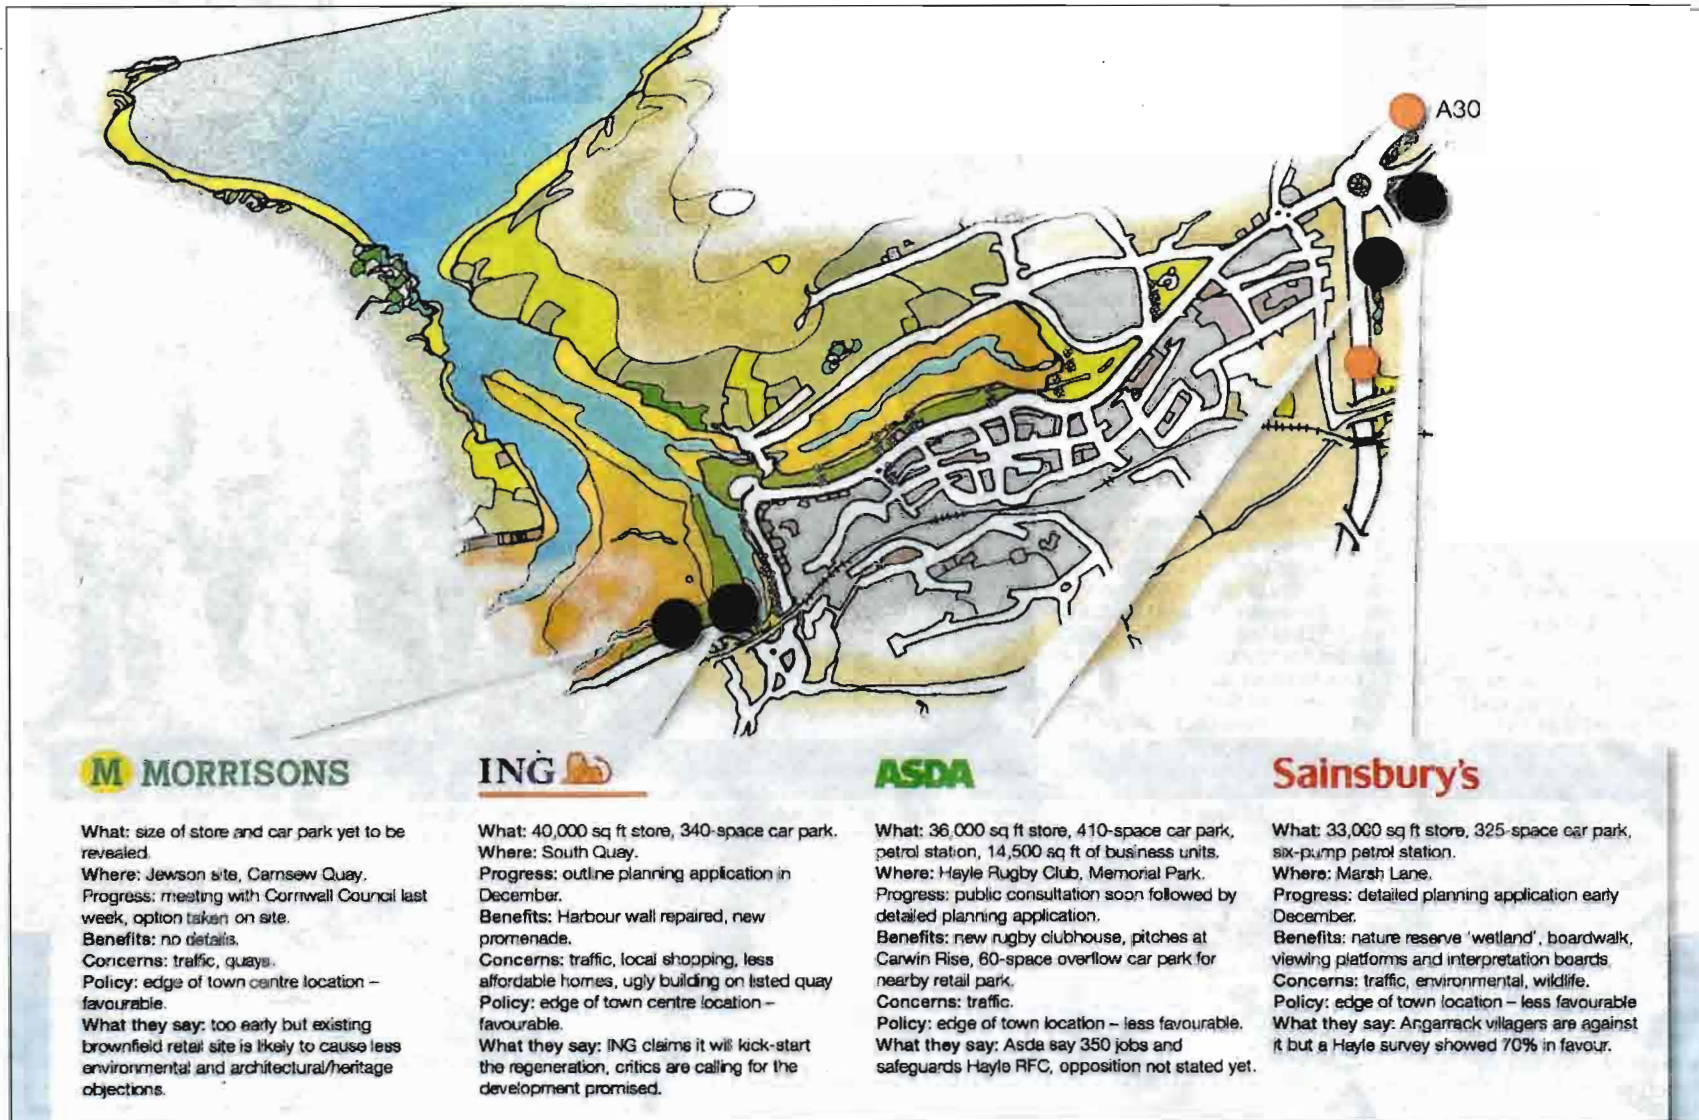 A30
M MORRISONS
What: size of store and car park yet to be
revealed.
Where: Jewson site, Carnsew Quay.
Progress: meeting with Cornwall Council last
week, option taken on site.
Benefits: no details.
Concerns: traffic, quays.
Policy: edge of town centre location –
favourable.
What they say: too early but existing
brownfield retail site is likely to cause less
environmental and architectural/heritage
objections.
ING
What: 40,000 sq ft store, 340-space car park.
Where: South Quay.
Progress: outline planning application in
December.
Benefits: Harbour wall repaired, new
promenade.
Concerns: traffic, local shopping, less
affordable homes, ugly building on listed quay
Policy: edge of town centre location –
favourable.
What they say: ING claims it will kick-start
the regeneration, critics are calling for the
development promised.
ASDA
What: 36,000 sq ft store, 410-space car park,
petrol station, 14,500 sq ft of business units.
Where: Hayle Rugby Club, Memorial Park.
Progress: public consultation soon followed by
detailed planning application.
Benefits: new rugby clubhouse, pitches at
Carwin Rise, 60-space overflow car park for
nearby retail park.
Concerns: traffic.
Policy: edge of town location – less favourable.
What they say: Asda say 350 jobs and
safeguards Hayle RFC, opposition not stated yet.
Sainsbury's
What: 33,000 sq ft store, 325-space car park,
six-pump petrol station.
Where: Marsh Lane.
Progress: detailed planning application early
December.
Benefits: nature reserve 'wetland', boardwalk,
viewing platforms and interpretation boards.
Concerns: traffic, environmental, wildlife.
Policy: edge of town location – less favourable
What they say: Angarrack villagers are against
it but a Hayle survey showed 70% in favour.